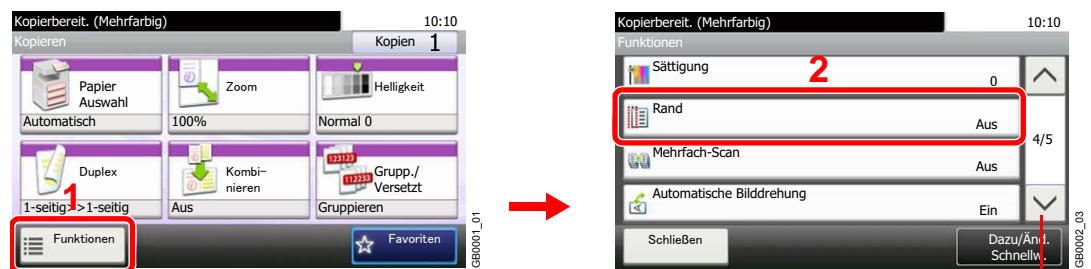 Kopierbereit. (Mehrfarbig) 10:10
Kopieren Kopien 1
Papier
Auswahl
Automatisch
Zoom
100%
Helligkeit
Normal 0
Duplex
1-seitig>>1-seitig
Kombi-
nieren
Aus
123123
112233
Grupp./
Versetzt
Gruppieren
1
Funktionen
Favoriten
GB0001_01
Kopierbereit. (Mehrfarbig) 10:10
Funktionen
Sättigung 0
2
Rand Aus
4/5
Mehrfach-Scan Aus
Automatische Bilddrehung Ein
Schließen
Dazu/Änd.
Schnellw.
GB0002_03